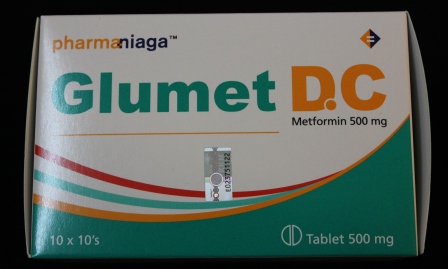 pharmaniaga™
Glumet D.C
Metformin 500 mg
10 x 10's
Tablet 500 mg